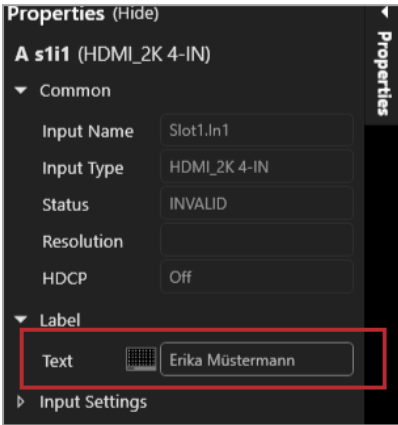 Properties (Hide)
Properties
A s1i1 (HDMI_2K 4-IN)
Common
Input Name Slot1.In1
Input Type HDMI_2K 4-IN
Status INVALID
Resolution
HDCP Off
Label
Text Erika Müstermann
Input Settings